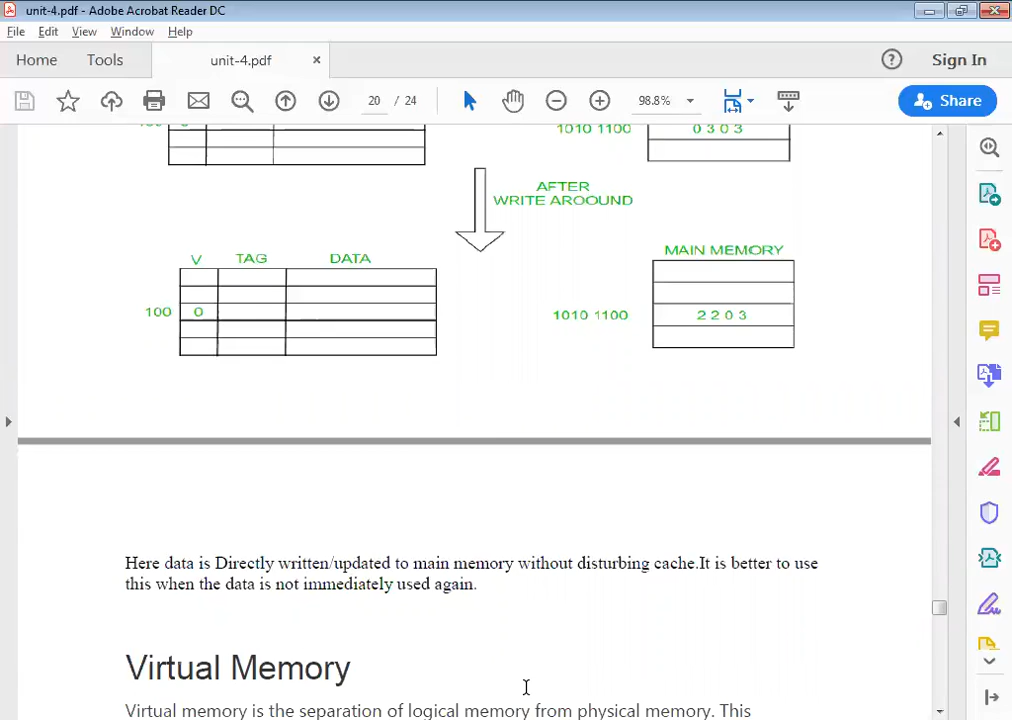 unit-4.pdf - Adobe Acrobat Reader DC
File Edit View Window Help
Home Tools unit-4.pdf × ? Sign In
20 / 24 98.8% Share
1010 1100 0 3 0 3
AFTER
WRITE AROOUND
V TAG DATA MAIN MEMORY
100 0 1010 1100 2 2 0 3
Here data is Directly written/updated to main memory without disturbing cache.It is better to use
this when the data is not immediately used again.
Virtual Memory
Virtual memory is the separation of logical memory from physical memory. This